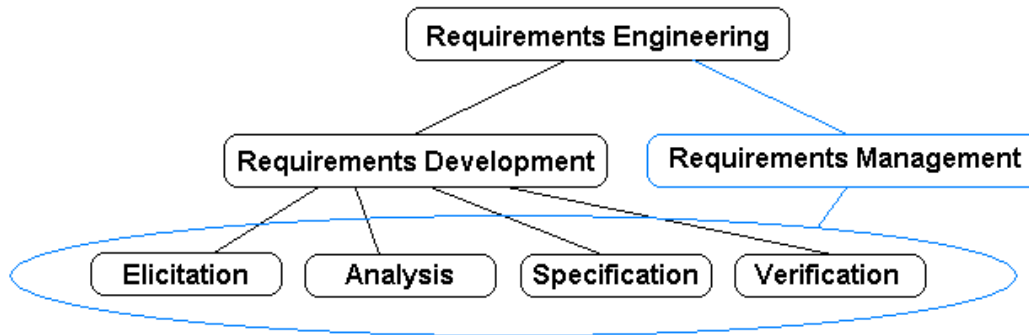 Requirements Engineering
Requirements Development
Requirements Management
Elicitation
Analysis
Specification
Verification